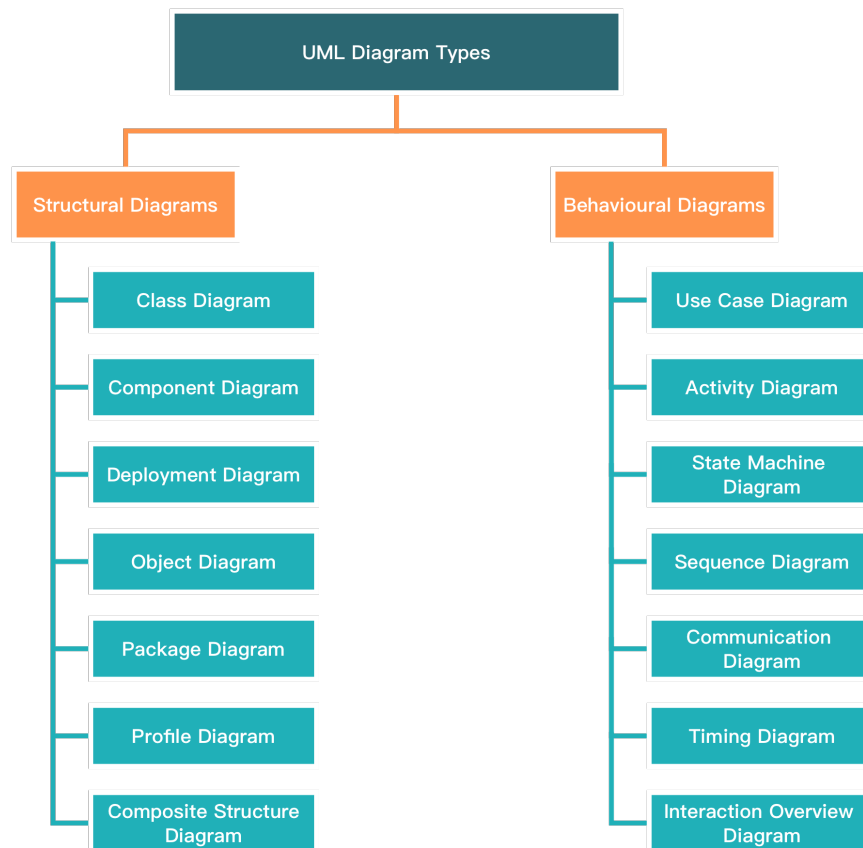 UML Diagram Types
Structural Diagrams
Class Diagram
Component Diagram
Deployment Diagram
Object Diagram
Package Diagram
Profile Diagram
Composite Structure
Diagram
Behavioural Diagrams
Use Case Diagram
Activity Diagram
State Machine
Diagram
Sequence Diagram
Communication
Diagram
Timing Diagram
Interaction Overview
Diagram